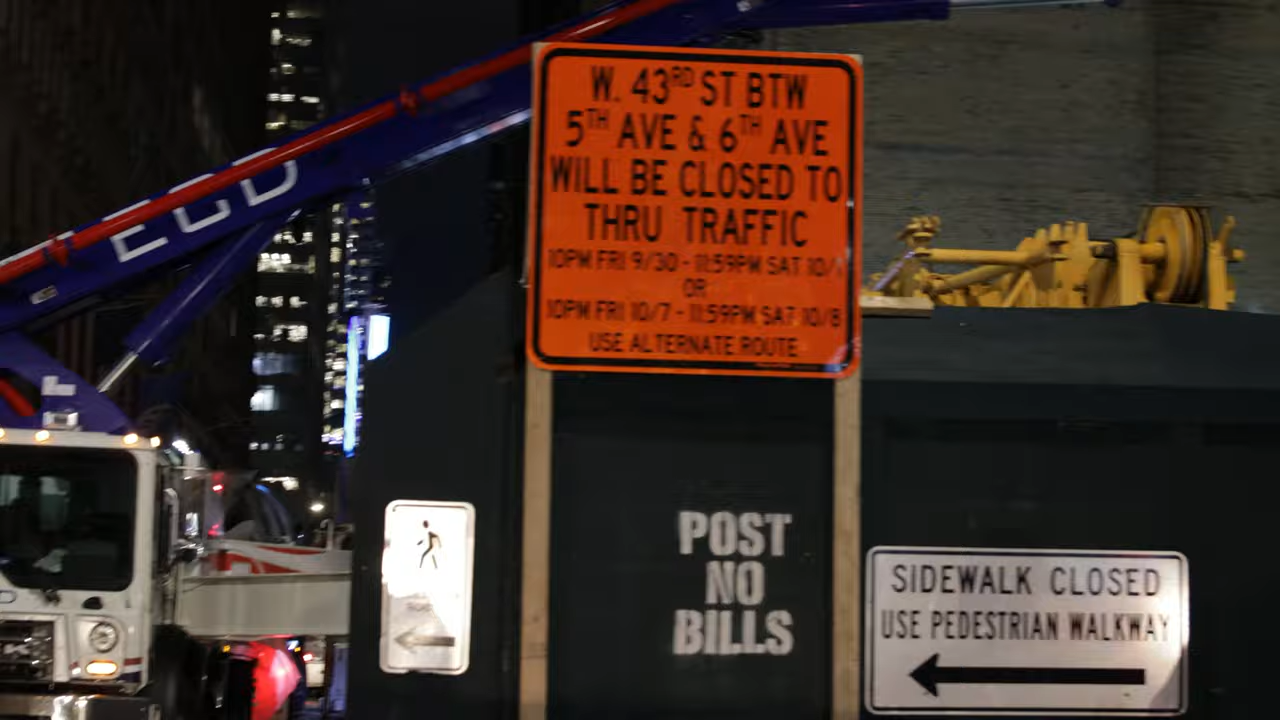 W. 43RD ST BTW
5TH AVE & 6TH AVE
WILL BE CLOSED TO
THRU TRAFFIC
10PM FRI 9/30 - 11:59PM SAT 10/1
OR
10PM FRI 10/7 - 11:59PM SAT 10/8
USE ALTERNATE ROUTE
POST
NO
BILLS
SIDEWALK CLOSED
USE PEDESTRIAN WALKWAY